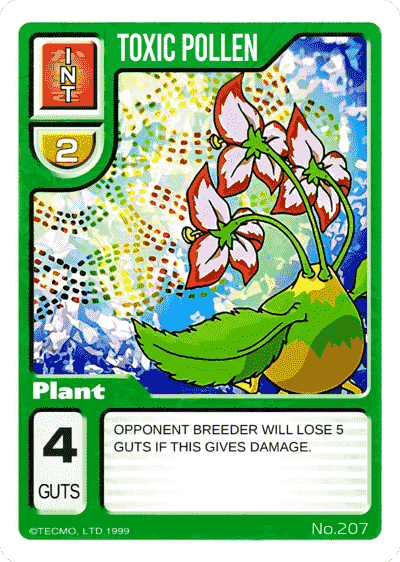 TOXIC POLLEN
INT
2
Plant
4
GUTS
OPPONENT BREEDER WILL LOSE 5
GUTS IF THIS GIVES DAMAGE.
©TECMO, LTD.1999
No.207